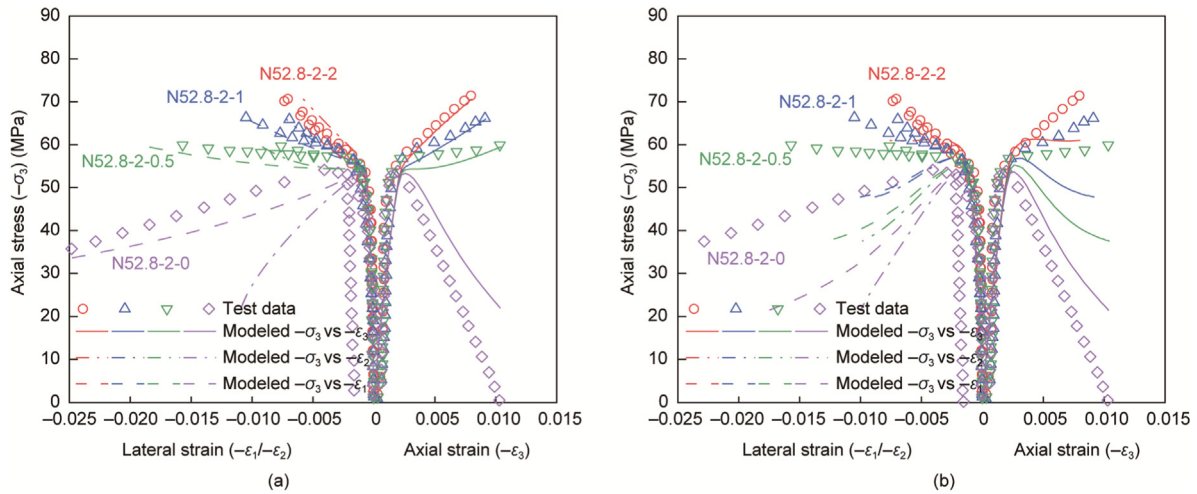 90
80
70
60
50
40
30
20
10
0
Axial stress (–σ3) (MPa)
N52.8-2-2
N52.8-2-1
N52.8-2-0.5
N52.8-2-0
Test data
Modeled –σ3 vs –ε3
Modeled –σ3 vs –ε2
Modeled –σ3 vs –ε1
–0.025 –0.020 –0.015 –0.010 –0.005 0 0.005 0.010 0.015
Lateral strain (–ε1/–ε2) Axial strain (–ε3)
(a)
90
80
70
60
50
40
30
20
10
0
Axial stress (–σ3) (MPa)
N52.8-2-2
N52.8-2-1
N52.8-2-0.5
N52.8-2-0
Test data
Modeled –σ3 vs –ε3
Modeled –σ3 vs –ε2
Modeled –σ3 vs –ε1
–0.025 –0.020 –0.015 –0.010 –0.005 0 0.005 0.010 0.015
Lateral strain (–ε1/–ε2) Axial strain (–ε3)
(b)